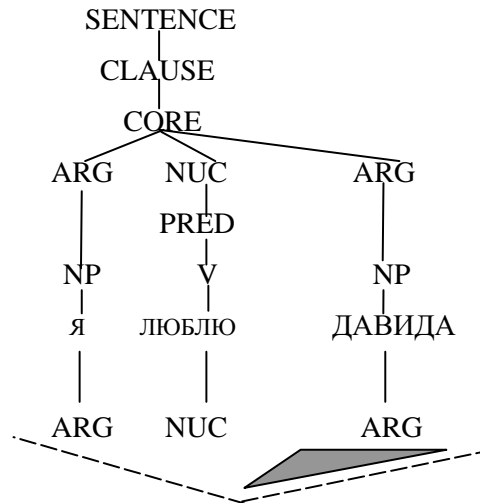 SENTENCE
CLAUSE
CORE
ARG NUC ARG
PRED
NP V NP
Я ЛЮБЛЮ ДАВИДА
ARG NUC ARG